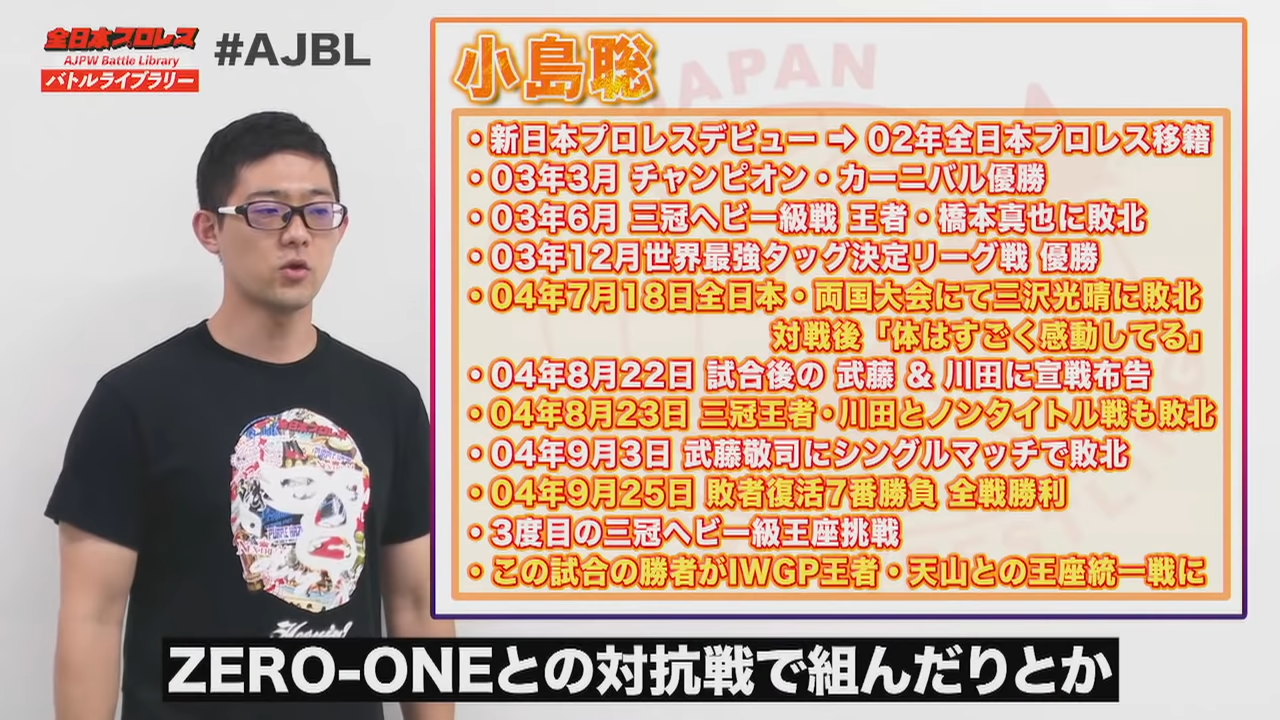 全日本プロレス
AJPW Battle Library
バトルライブラリー
#AJBL
小島聡
・新日本プロレスデビュー ➡ 02年全日本プロレス移籍
・03年3月 チャンピオン・カーニバル優勝
・03年6月 三冠ヘビー級戦 王者・橋本真也に敗北
・03年12月世界最強タッグ決定リーグ戦 優勝
・04年7月18日全日本・両国大会にて三沢光晴に敗北
対戦後「体はすごく感動してる」
・04年8月22日 試合後の 武藤 & 川田に宣戦布告
・04年8月23日 三冠王者・川田とノンタイトル戦も敗北
・04年9月3日 武藤敬司にシングルマッチで敗北
・04年9月25日 敗者復活7番勝負 全戦勝利
・3度目の三冠ヘビー級王座挑戦
・この試合の勝者がIWGP王者・天山との王座統一戦に
ZERO-ONEとの対抗戦で組んだりとか